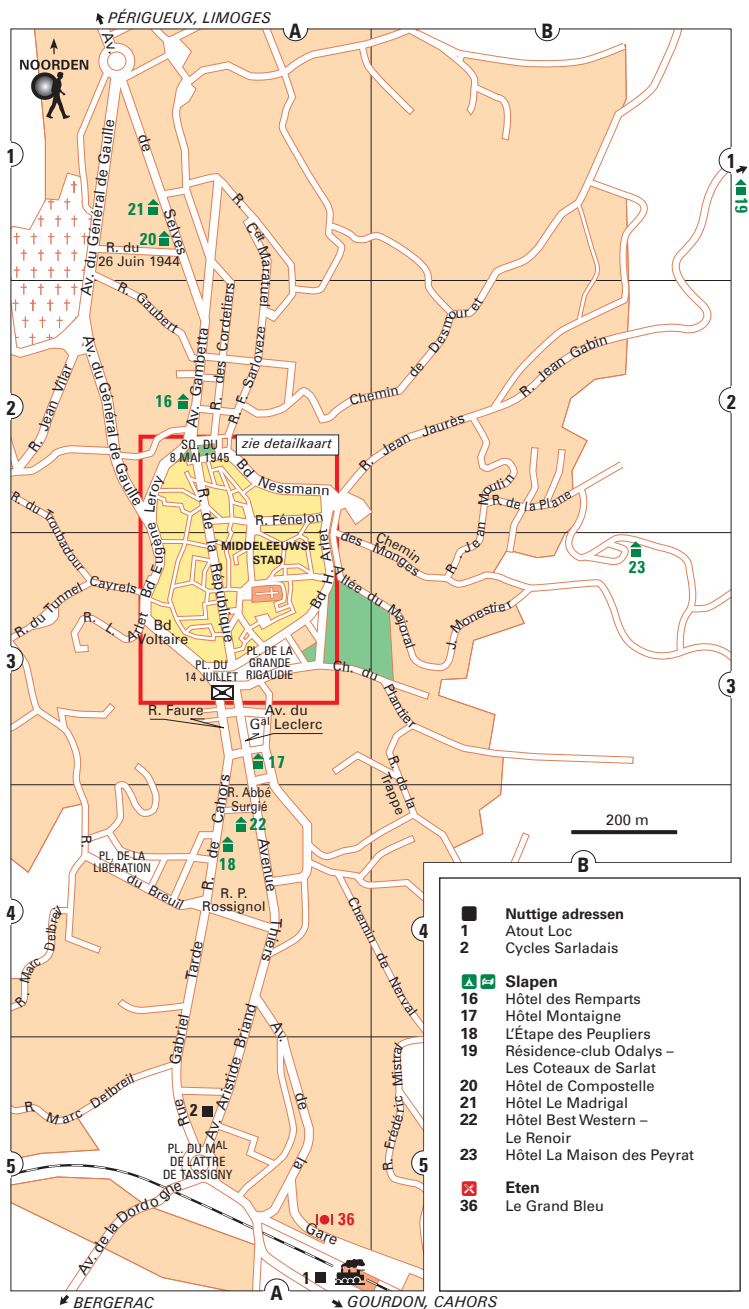 PÉRIGUEUX, LIMOGES
A
B
NOORDEN
Av. du Général de Gaulle
Av. de Selves
1
1
19
21
20
R. du
26 Juin 1944
R. Cdt Maratuel
R. Gaubert
Av. Gambetta
R. des Cordeliers
R. F. Sarloveze
Chemin de Desmouret
R. Jean Gabin
2
2
R. Jean Vilar
Av. du Général de Gaulle
16
SQ. DU
8 MAI 1945
zie detailkaart
R. Jean Jaurès
Bd Nessmann
Bd Eugène Leroy
R. de la République
R. Fénelon
MIDDELEEUWSE
STAD
R. Jean Moulin
R. de la Plane
R. du Troubadour Cayrels
Chemin des Monges
23
R. du Tunnel
R. L. Arlet
Bd
Voltaire
Bd H. Arlet
Allée du Majoral
J. Monestier
3
3
PL. DU
14 JUILLET
PL. DE LA
GRANDE
RIGAUDIE
Ch. du Plantier
R. Faure
Av. du
Gal Leclerc
17
R. de la Trappe
R. Abbé
Surgié
22
18
200 m
R. de Cahors
Avenue Thiers
PL. DE LA
LIBÉRATION
R. du Breuil
R. P.
Rossignol
4
4
R. Marc Delbreil
Chemin de Nerval
Rue Gabriel Tarde
Av. Aristide Briand
Av. de la Gare
R. Marc Delbreil
R. Frédéric Mistral
2
PL. DU MAL
DE LATTRE
DE TASSIGNY
5
5
Av. de la Dordogne
36
1
A
BERGERAC
GOURDON, CAHORS
B
Nuttige adressen
1 Atout Loc
2 Cycles Sarladais
Slapen
16 Hôtel des Remparts
17 Hôtel Montaigne
18 L'Étape des Peupliers
19 Résidence-club Odalys –
Les Coteaux de Sarlat
20 Hôtel de Compostelle
21 Hôtel Le Madrigal
22 Hôtel Best Western –
Le Renoir
23 Hôtel La Maison des Peyrat
Eten
36 Le Grand Bleu